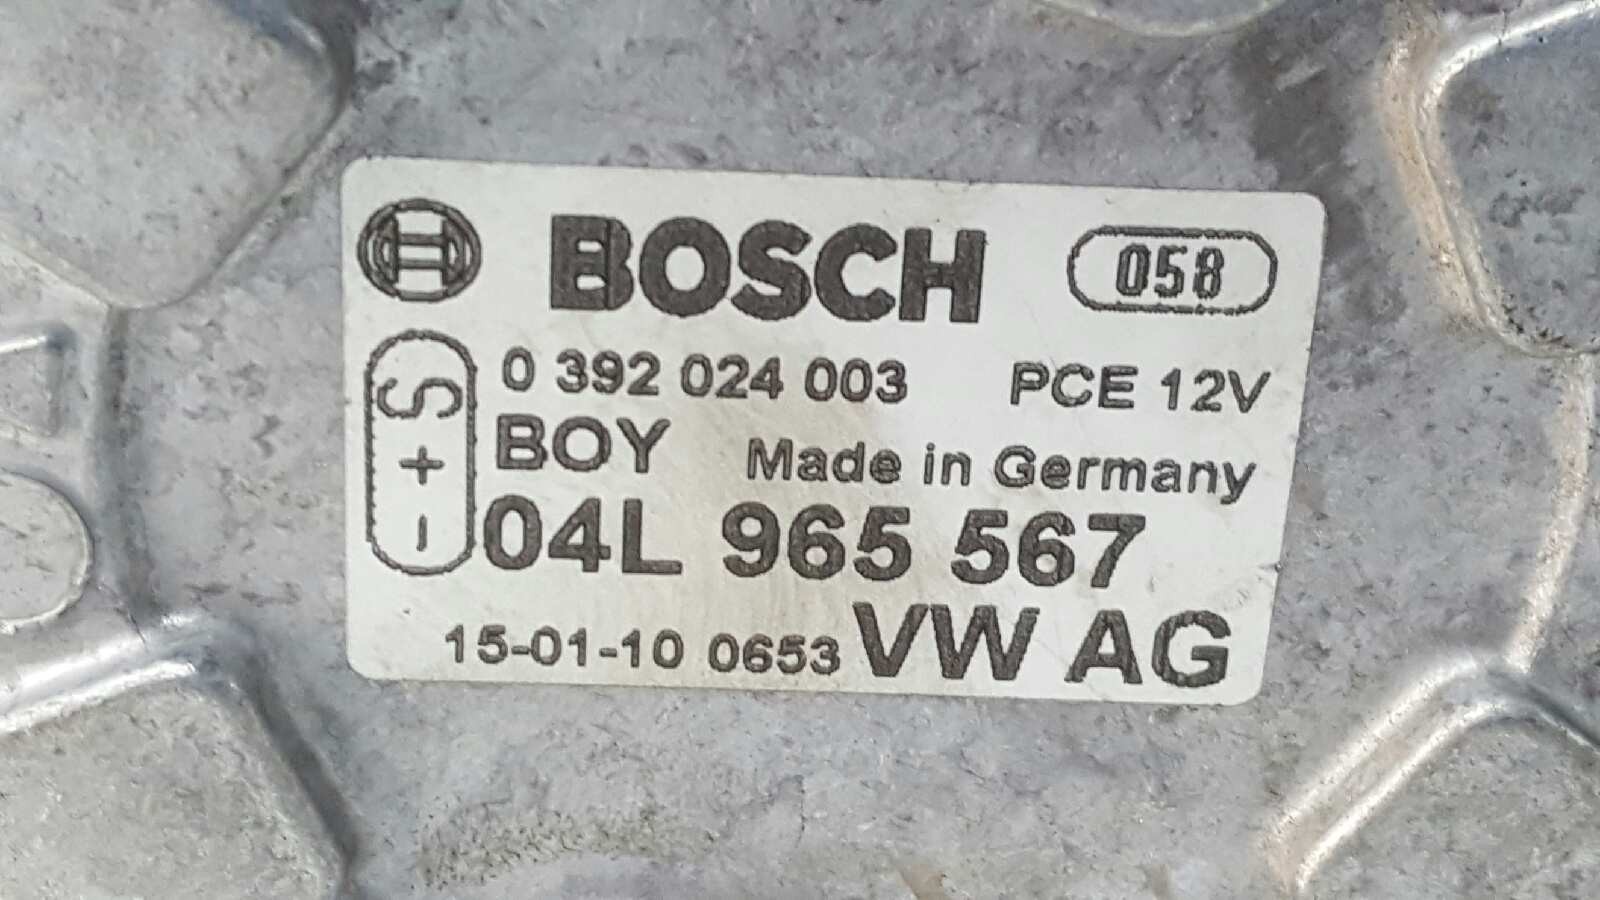 BOSCH 058
0 392 024 003 PCE 12V
S + -
BOY Made in Germany
04L 965 567
15-01-10 0653 VW AG